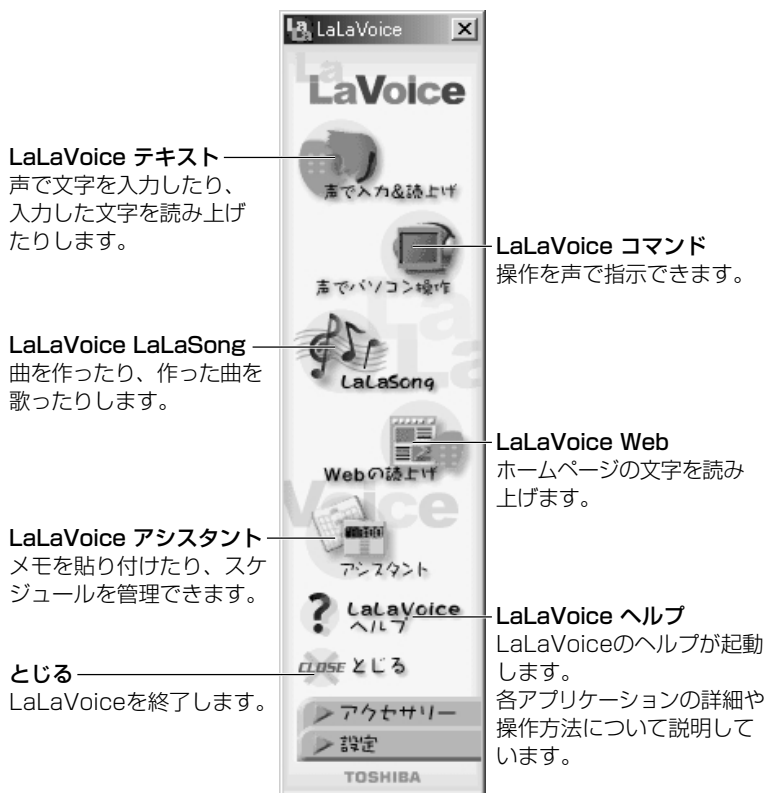 LaLaVoice
La
LaVoice
LaLaVoice テキスト
声で文字を入力したり、
入力した文字を読み上げ
たりします。
声で入力&読上げ
LaLaVoice コマンド
操作を声で指示できます。
声でパソコン操作
LaLaVoice LaLaSong
曲を作ったり、作った曲を
歌ったりします。
LaLaSong
LaLaVoice Web
ホームページの文字を読み
上げます。
Webの読上げ
LaLaVoice アシスタント
メモを貼り付けたり、スケ
ジュールを管理できます。
アシスタント
LaLaVoice
ヘルプ
LaLaVoice ヘルプ
LaLaVoiceのヘルプが起動
します。
各アプリケーションの詳細や
操作方法について説明して
います。
とじる
LaLaVoiceを終了します。
CLOSE とじる
アクセサリー
設定
TOSHIBA